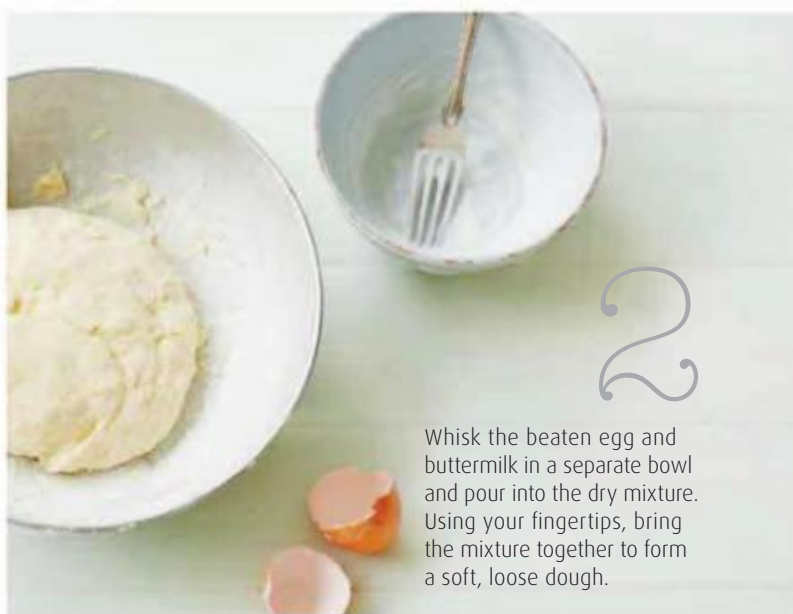 2
Whisk the beaten egg and
buttermilk in a separate bowl
and pour into the dry mixture.
Using your fingertips, bring
the mixture together to form
a soft, loose dough.